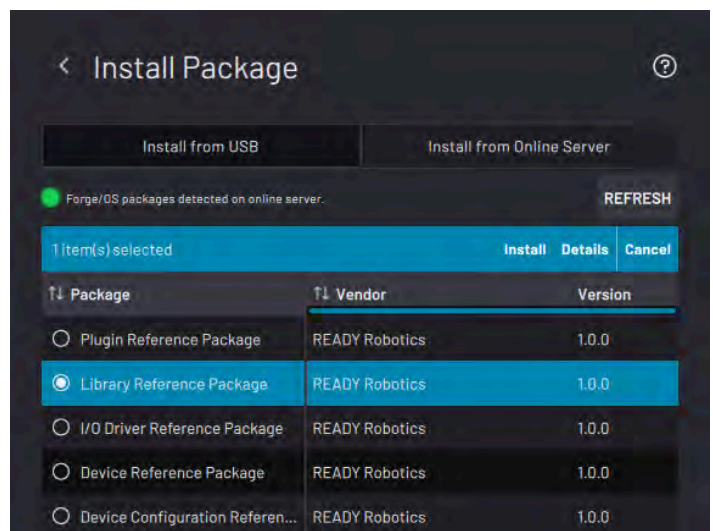 Install Package
Install from USB Install from Online Server
Forge/OS packages detected on online server. REFRESH
1 item(s) selected Install Details Cancel
Package Vendor Version
Plugin Reference Package READY Robotics 1.0.0
Library Reference Package READY Robotics 1.0.0
I/O Driver Reference Package READY Robotics 1.0.0
Device Reference Package READY Robotics 1.0.0
Device Configuration Referen... READY Robotics 1.0.0